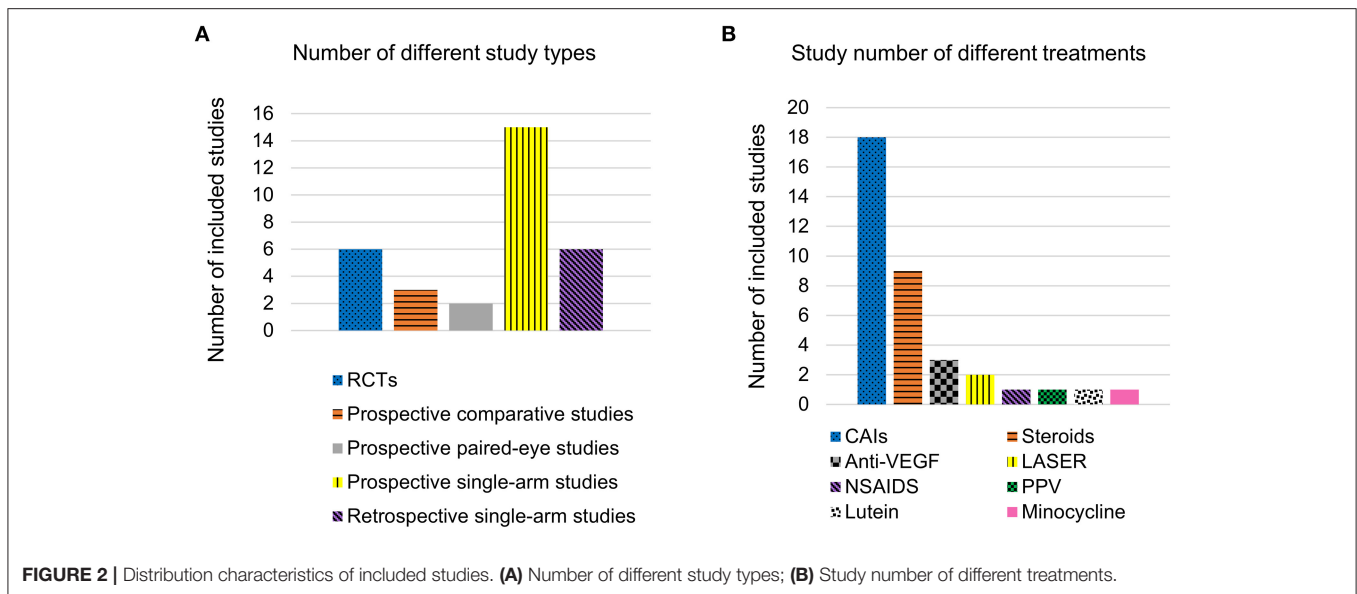 A
Number of different study types
Number of included studies
16
14
12
10
8
6
4
2
0
RCTs
Prospective comparative studies
Prospective paired-eye studies
Prospective single-arm studies
Retrospective single-arm studies
B
Study number of different treatments
Number of included studies
20
18
16
14
12
10
8
6
4
2
0
CAIs
Steroids
Anti-VEGF
LASER
NSAIDS
PPV
Lutein
Minocycline
FIGURE 2 | Distribution characteristics of included studies. (A) Number of different study types; (B) Study number of different treatments.